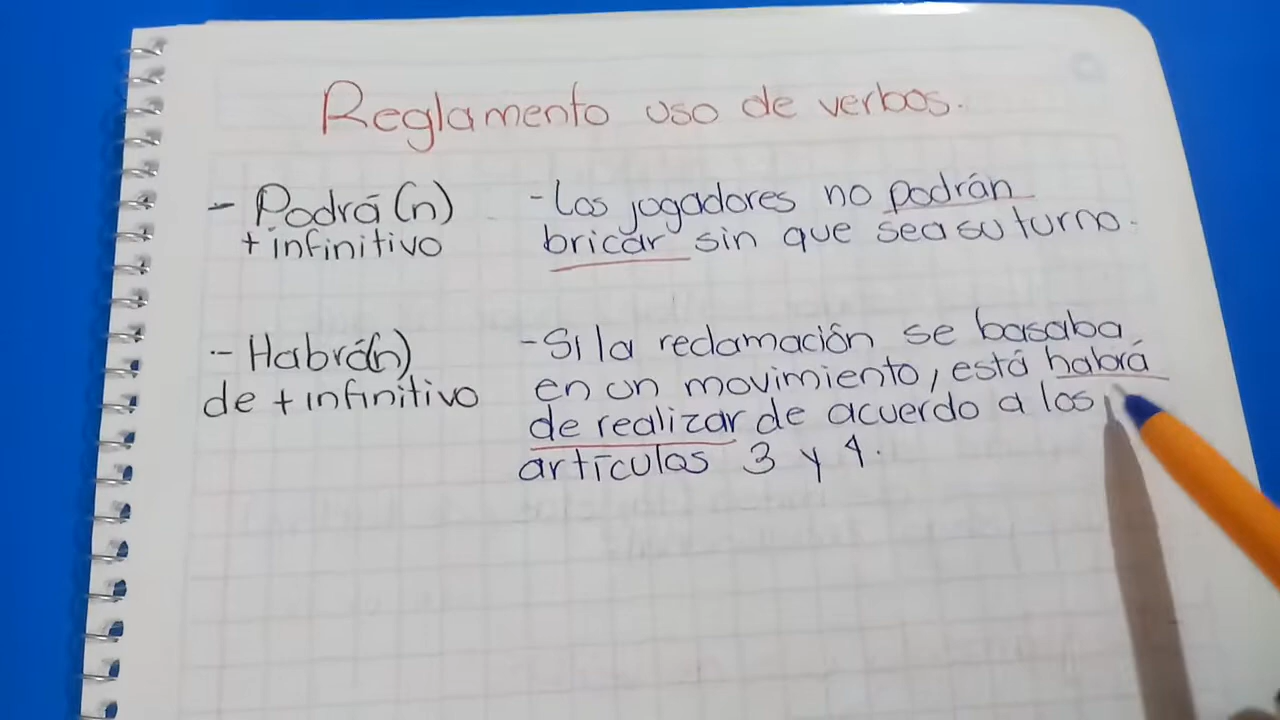 Reglamento uso de verbos.
- Podrá(n)
+ infinitivo
- Los jogadores no podrán
bricar sin que sea su turno.
- Habrá(n)
de + infinitivo
- Si la reclamación se basaba
en un movimiento, está habrá
de realizar de acuerdo a los
artículos 3 y 4.